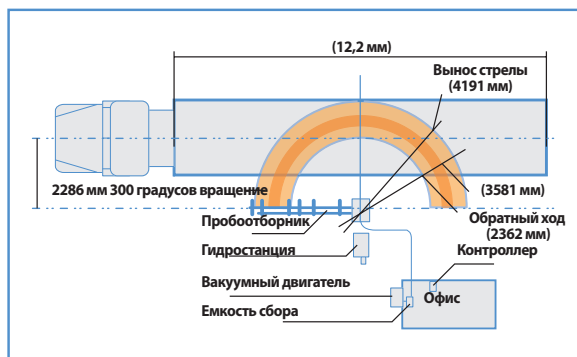 (12,2 мм)
Вынос стрелы
(4191 мм)
2286 мм 300 градусов вращение
(3581 мм)
Пробоотборник
Обратный ход
(2362 мм)
Гидростанция
Контроллер
Вакуумный двигатель
Офис
Емкость сбора